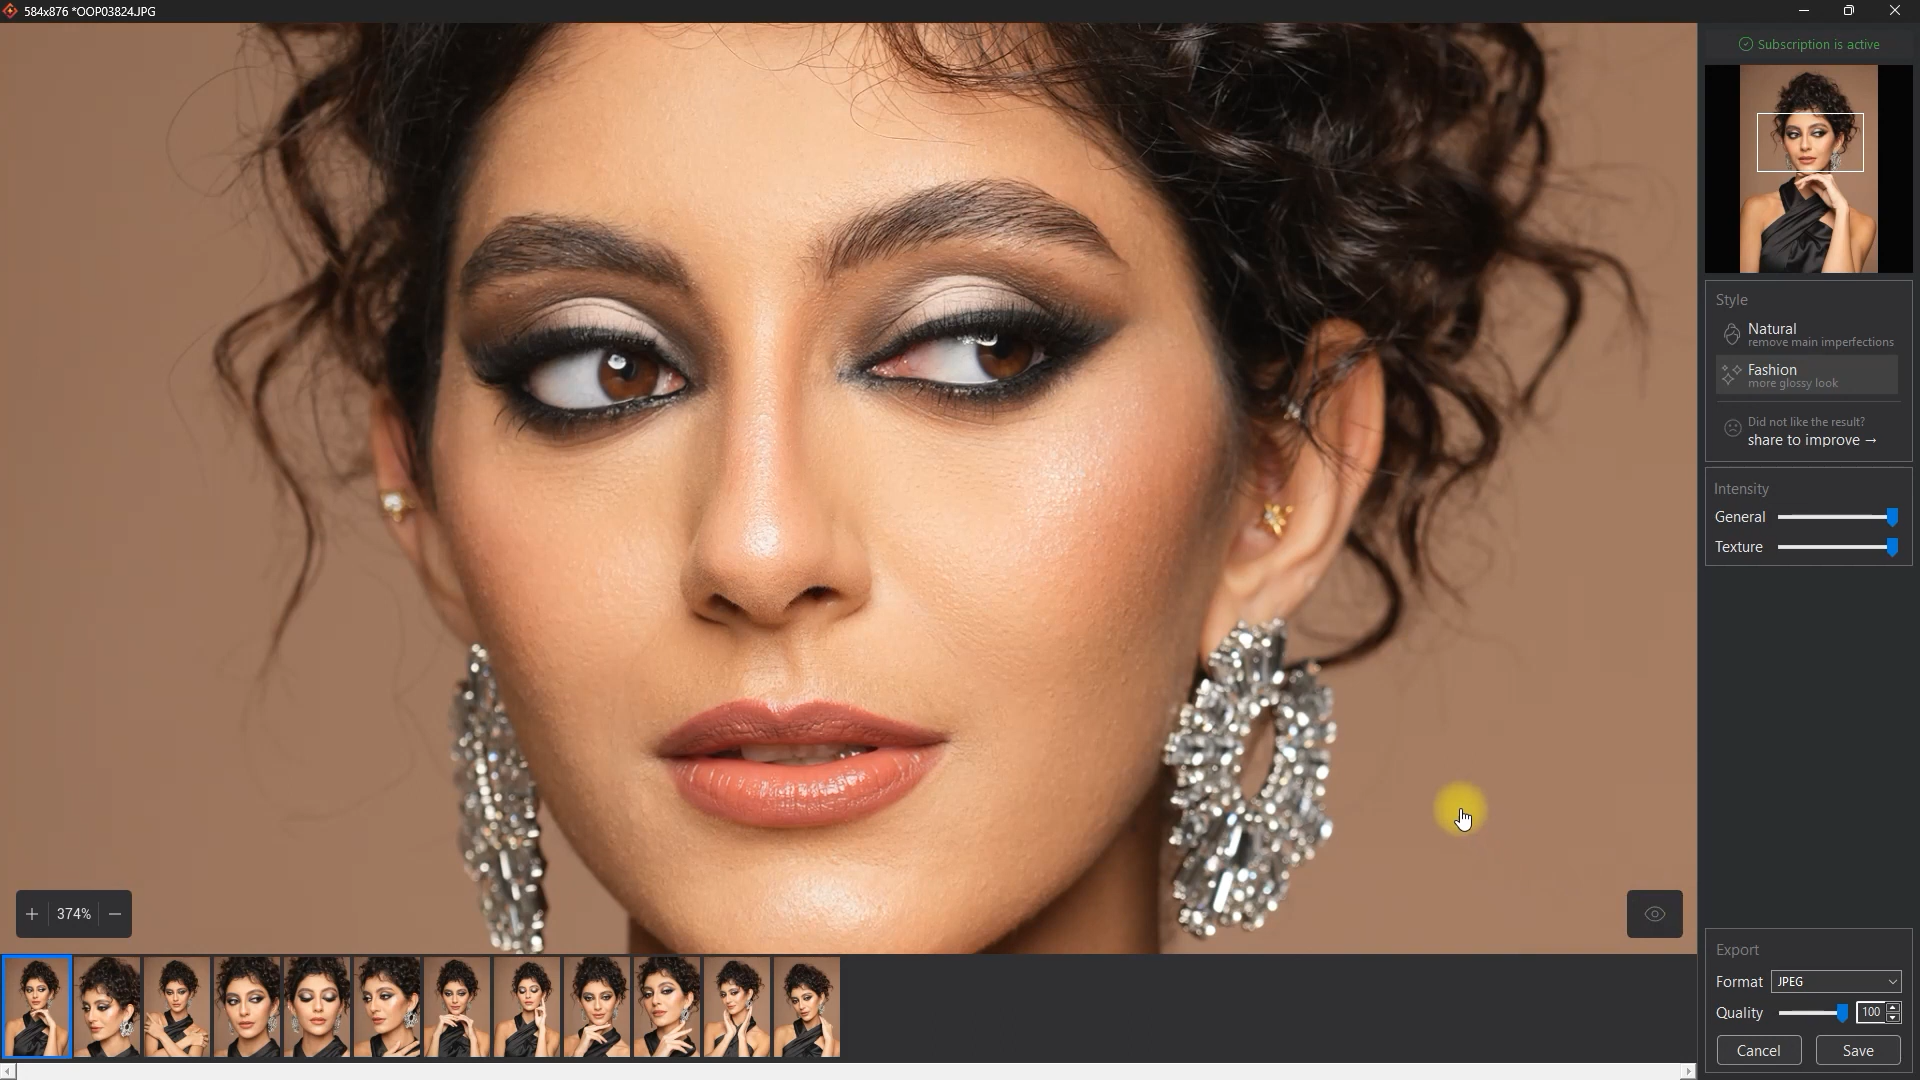 584x876 *OOP03824.JPG
Subscription is active
Style
Natural
remove main imperfections
Fashion
more glossy look
Did not like the result?
share to improve →
Intensity
General
Texture
374%
Export
Format JPEG
Quality 100
Cancel Save